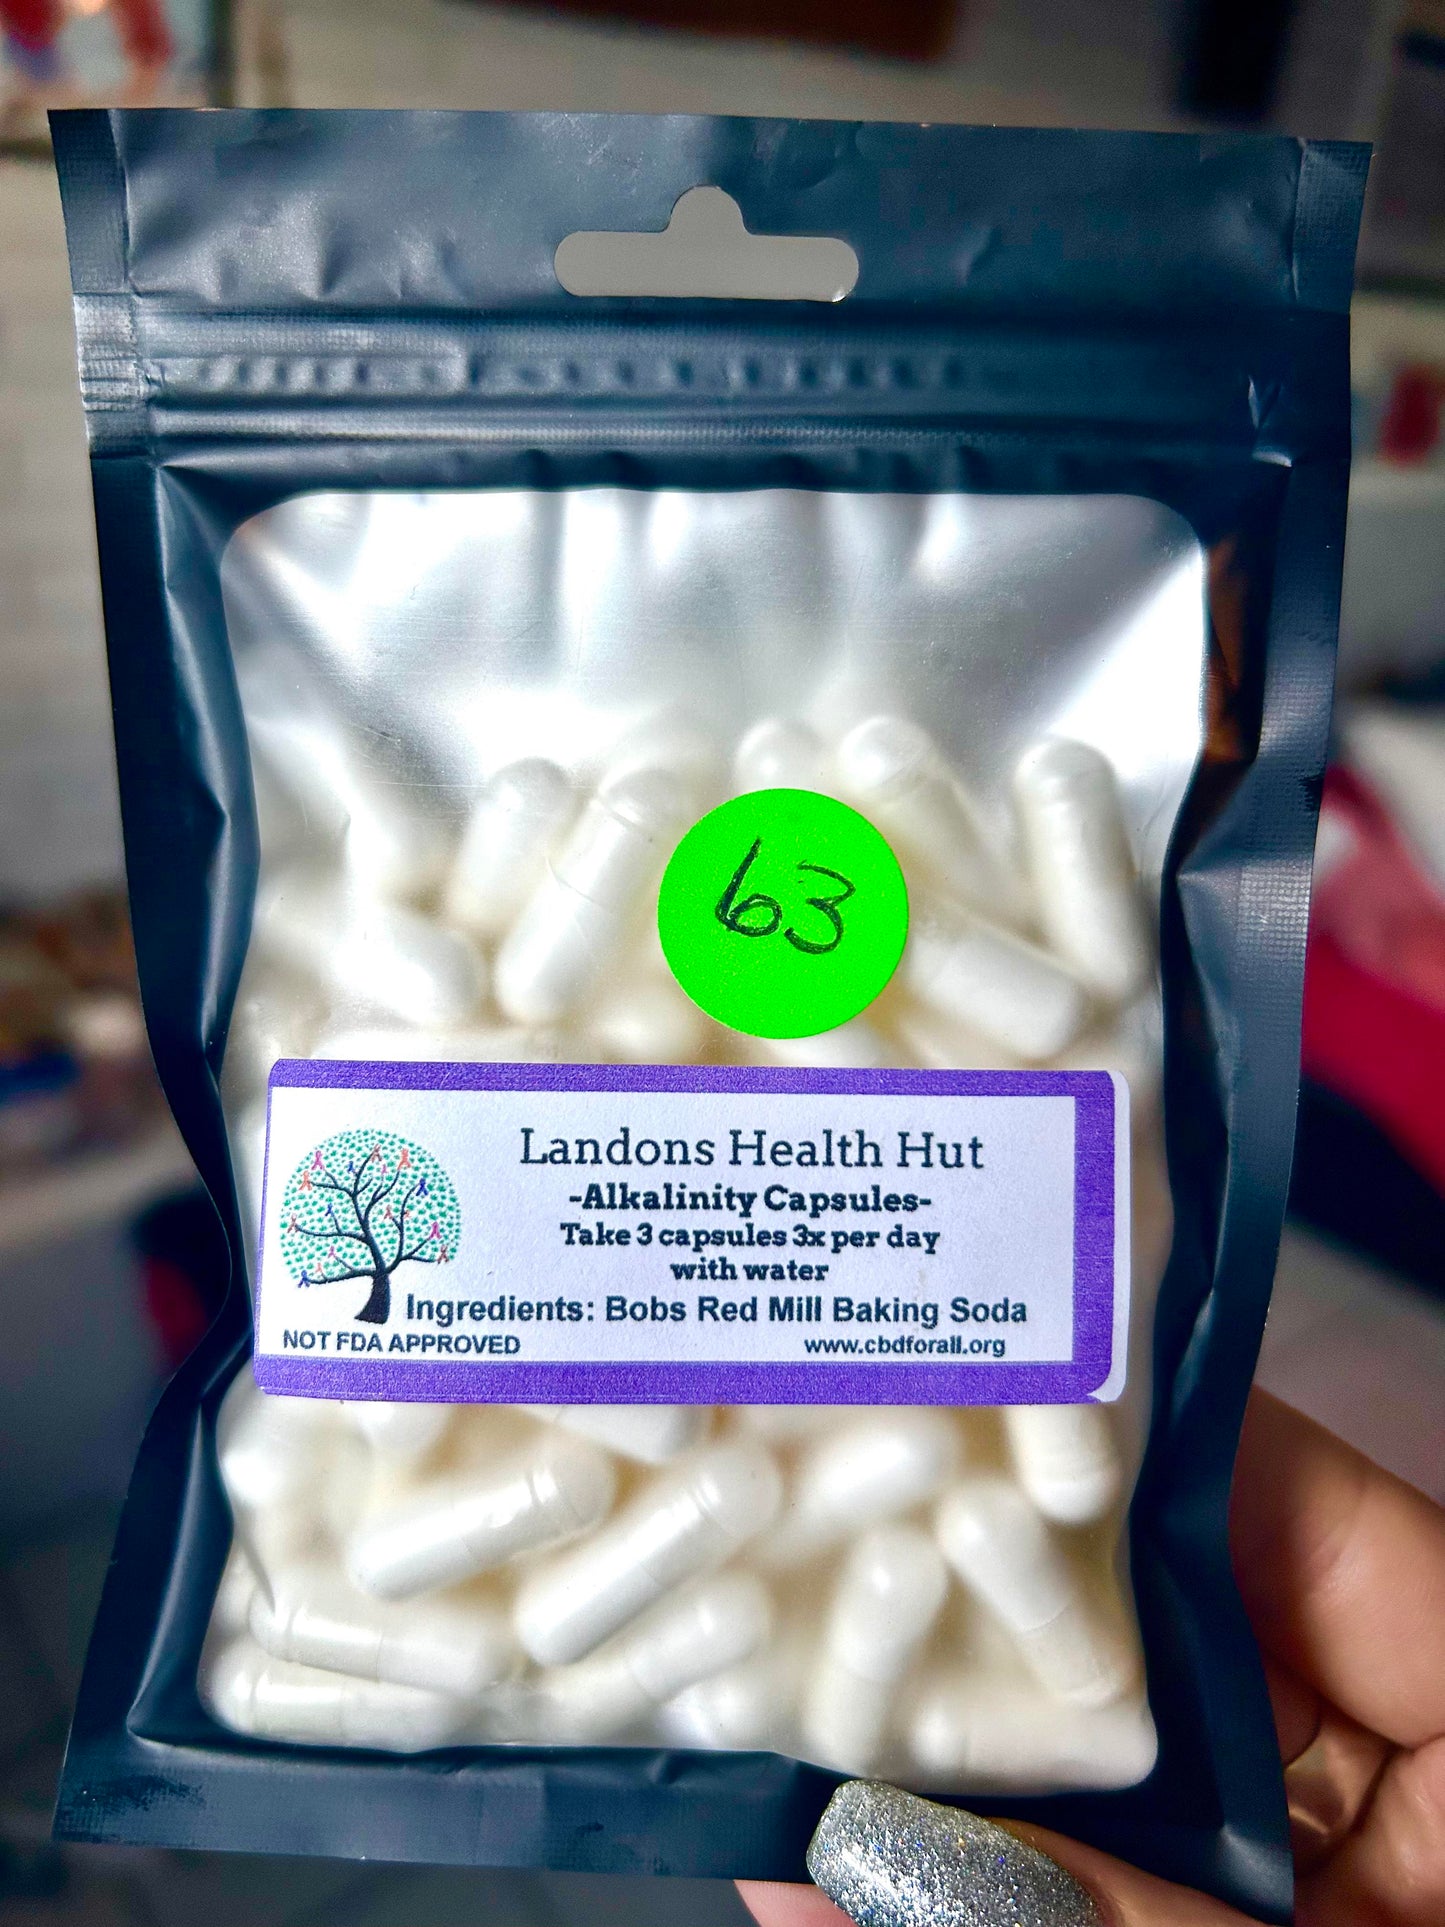 63
Landons Health Hut
-Alkalinity Capsules-
Take 3 capsules 3x per day
with water
Ingredients: Bobs Red Mill Baking Soda
NOT FDA APPROVED
www.cbdforall.org